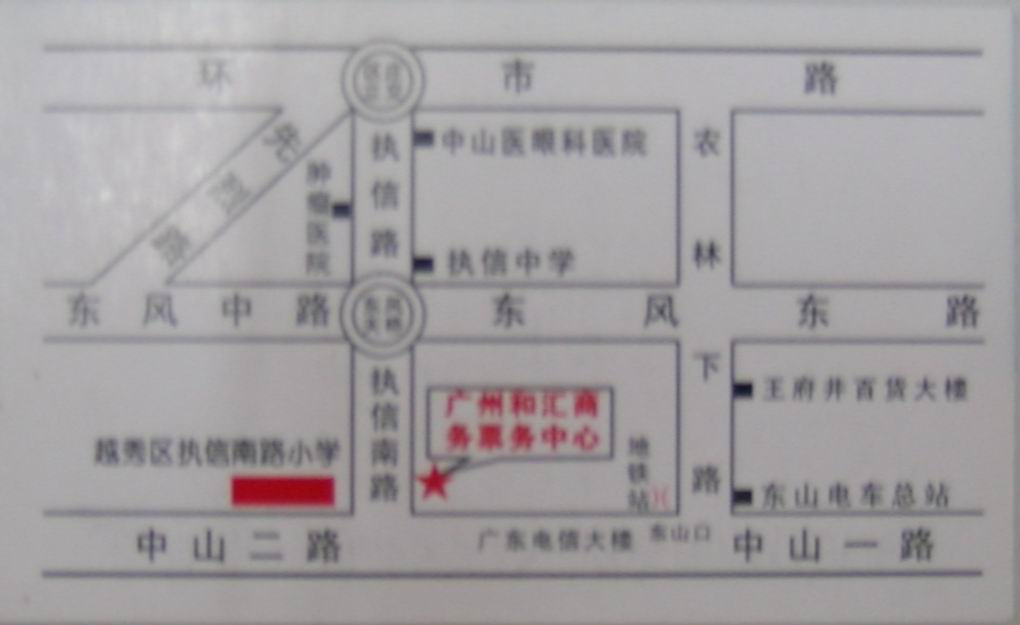 环市路
先烈路
执信路
中山医眼科医院
农林下路
肿瘤医院
执信中学
东风中路
东风东路
执信南路
广州和汇商
务票务中心
王府井百货大楼
越秀区执信南路小学
地铁站
东山电车总站
中山二路
广东电信大楼
东山口
中山一路